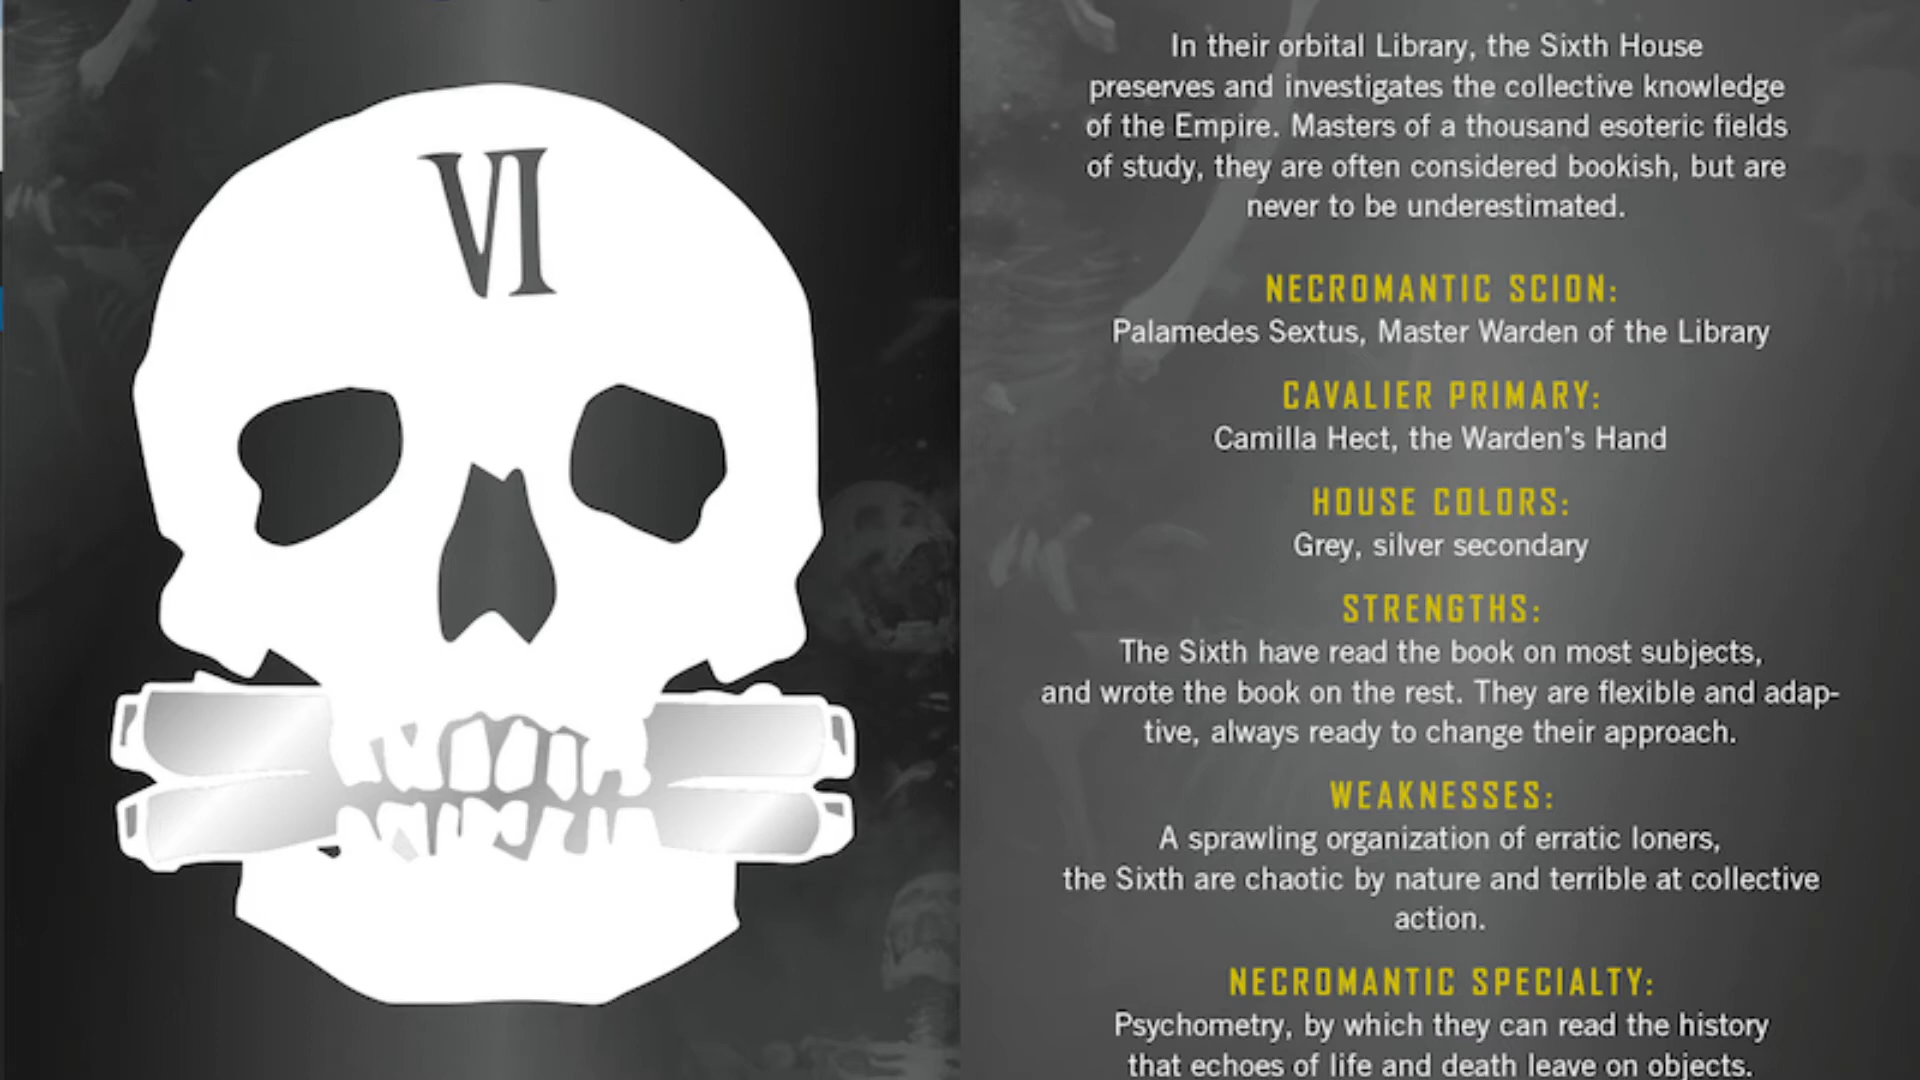 VI
In their orbital Library, the Sixth House
preserves and investigates the collective knowledge
of the Empire. Masters of a thousand esoteric fields
of study, they are often considered bookish, but are
never to be underestimated.
NECROMANTIC SCION:
Palamedes Sextus, Master Warden of the Library
CAVALIER PRIMARY:
Camilla Hect, the Warden's Hand
HOUSE COLORS:
Grey, silver secondary
STRENGTHS:
The Sixth have read the book on most subjects,
and wrote the book on the rest. They are flexible and adap-
tive, always ready to change their approach.
WEAKNESSES:
A sprawling organization of erratic loners,
the Sixth are chaotic by nature and terrible at collective
action.
NECROMANTIC SPECIALTY:
Psychometry, by which they can read the history
that echoes of life and death leave on objects.